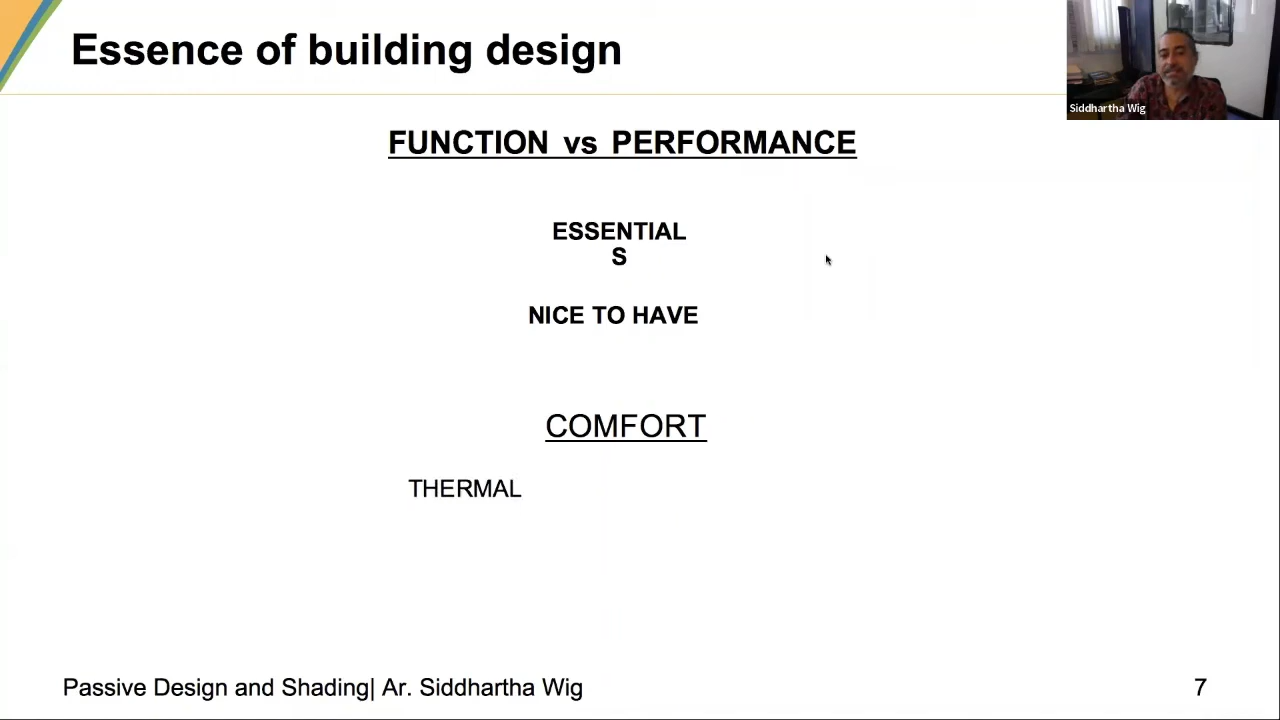 Essence of building design
Siddhartha Wig
FUNCTION vs PERFORMANCE
ESSENTIAL
S
NICE TO HAVE
COMFORT
THERMAL
Passive Design and Shading| Ar. Siddhartha Wig
7